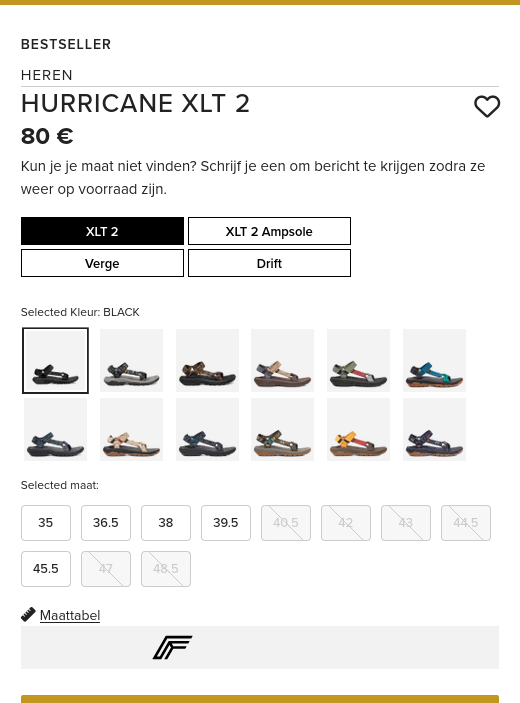 BESTSELLER
HEREN
HURRICANE XLT 2
80 €
Kun je je maat niet vinden? Schrijf je een om bericht te krijgen zodra ze
weer op voorraad zijn.
XLT 2
XLT 2 Ampsole
Verge
Drift
Selected Kleur: BLACK
Selected maat:
35 36.5 38 39.5 40.5 42 43 44.5
45.5 47 48.5
Maattabel